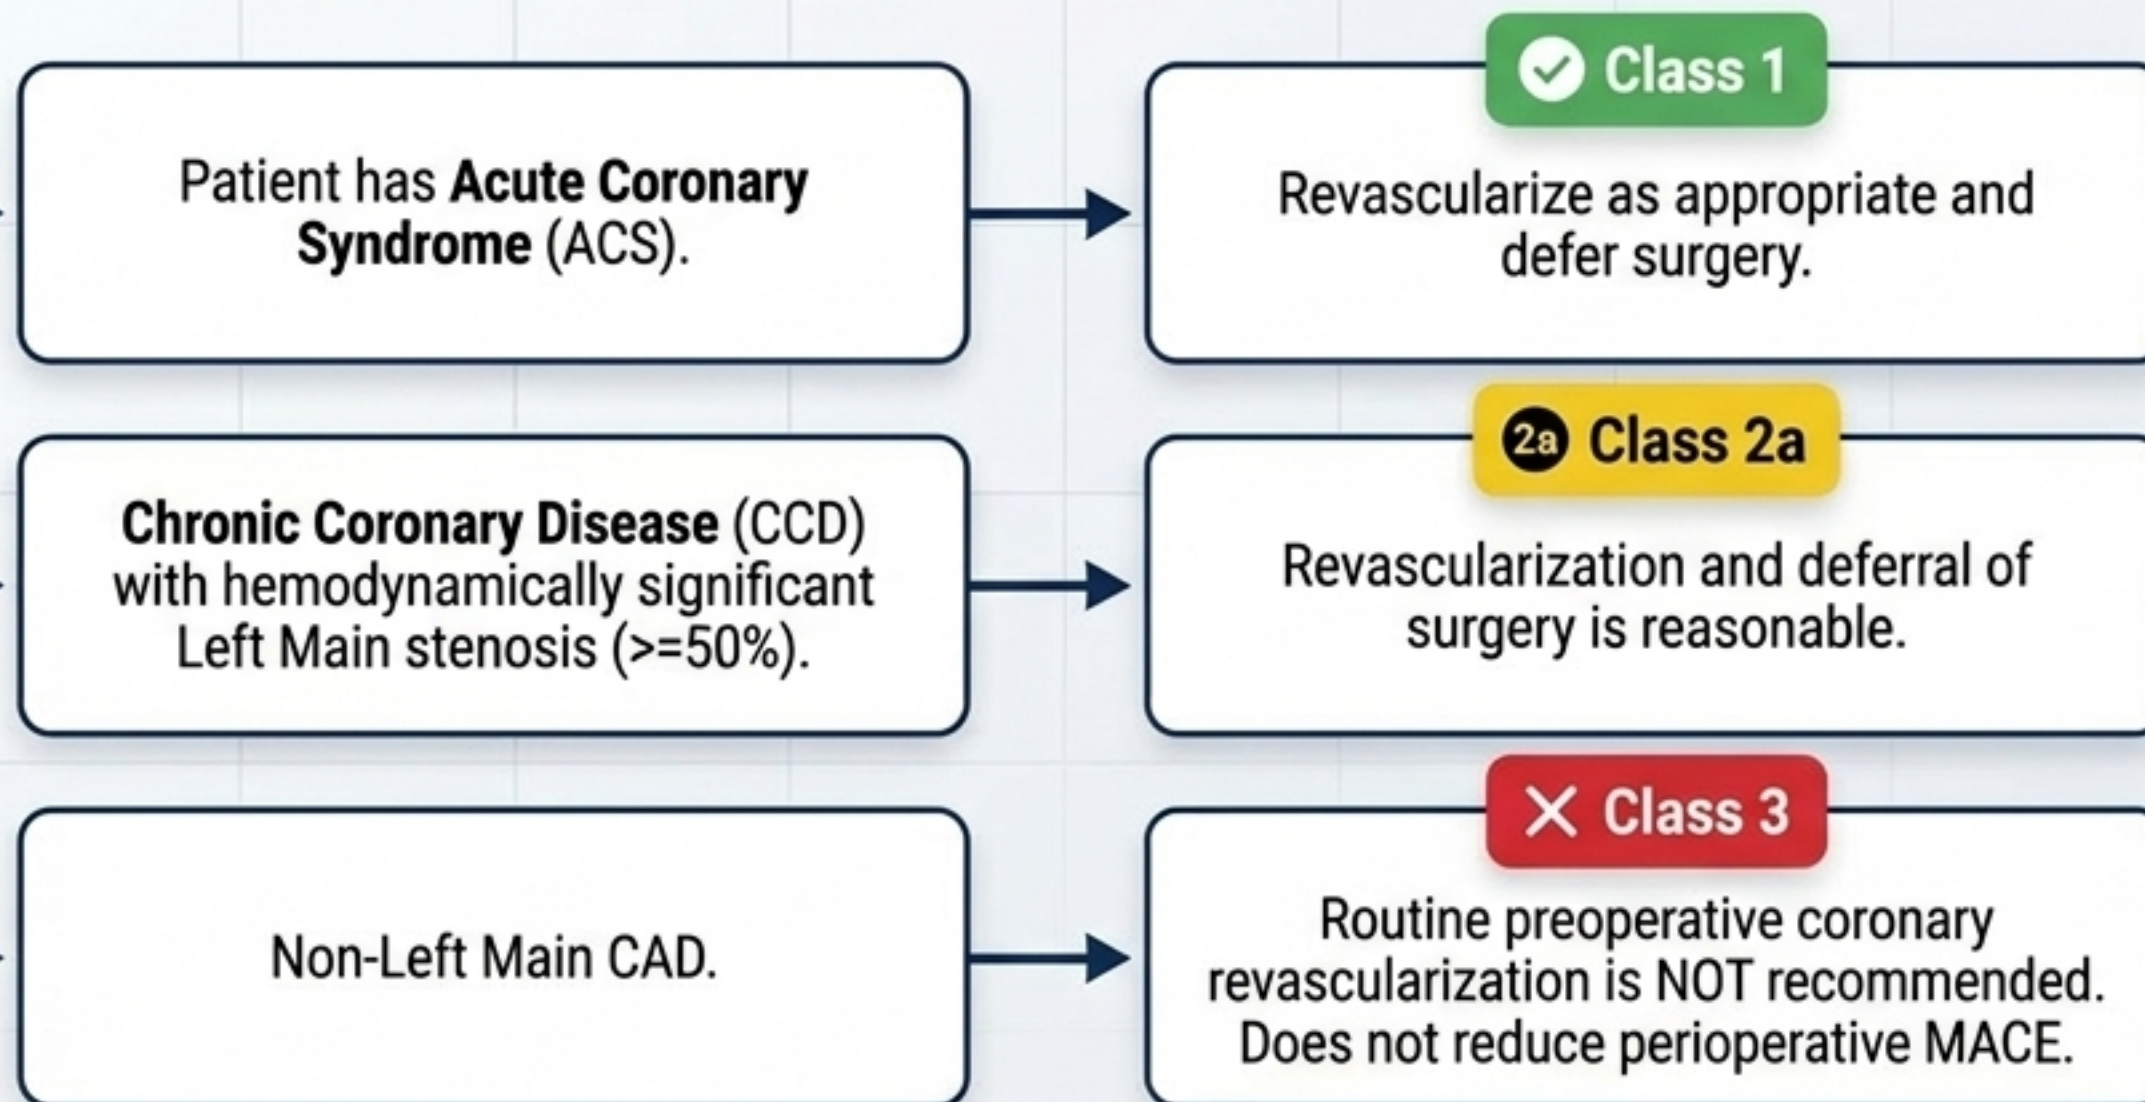 Patient has Acute Coronary
Syndrome (ACS).
Class 1
Revascularize as appropriate and
defer surgery.
Chronic Coronary Disease (CCD)
with hemodynamically significant
Left Main stenosis (>=50%).
2a Class 2a
Revascularization and deferral of
surgery is reasonable.
Non-Left Main CAD.
Class 3
Routine preoperative coronary
revascularization is NOT recommended.
Does not reduce perioperative MACE.